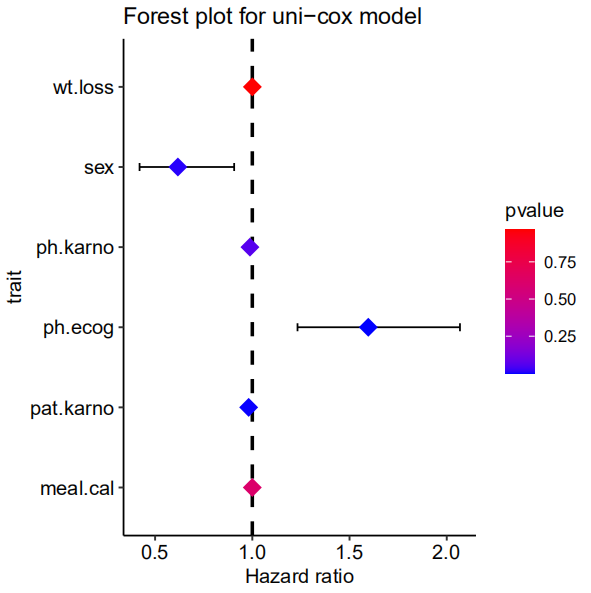 Forest plot for uni−cox model
wt.loss
sex
ph.karno
ph.ecog
pat.karno
meal.cal
trait
0.5
1.0
1.5
2.0
Hazard ratio
pvalue
0.75
0.50
0.25